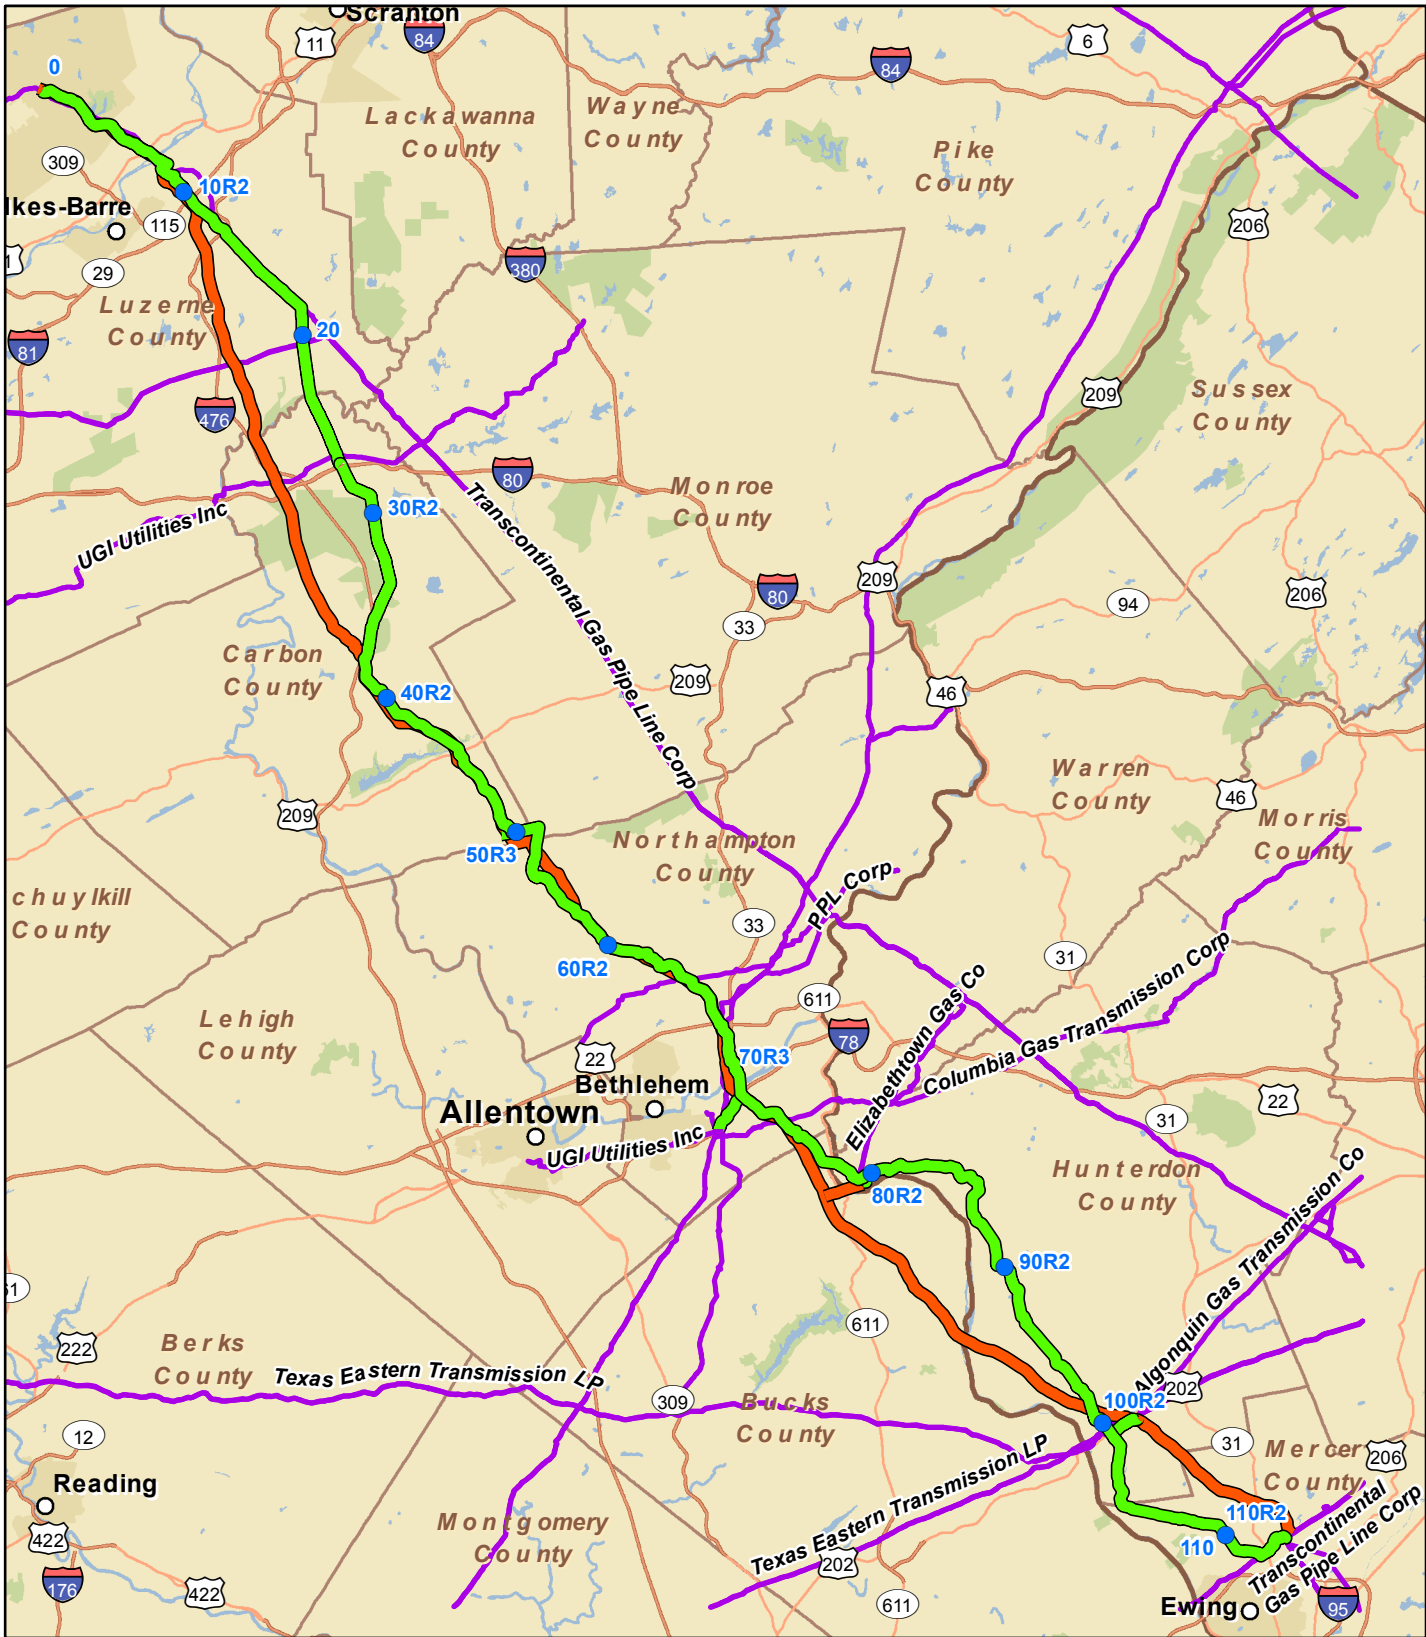 Scranton
11
84
6
84
0
Lackawanna
County
Wayne
County
Pike
County
309
10R2
lkes-Barre
115
206
1
29
380
Luzerne
County
20
81
209
Sussex
County
476
80
Monroe
County
30R2
UGI Utilities Inc
Transcontinental Gas Pipe Line Corp
209
80
94
206
33
Carbon
County
209
46
40R2
Warren
County
46
209
Morris
County
50R3
Northampton
County
PPL Corp
chuylkill
County
33
31
60R2
611
Elizabethtown Gas Co
Columbia Gas Transmission Corp
Lehigh
County
22
70R3
78
Bethlehem
Allentown
22
31
UGI Utilities Inc
Hunterdon
County
80R2
Algonquin Gas Transmission Co
90R2
61
222
Berks
County
611
Texas Eastern Transmission LP
202
309
Bucks
County
100R2
12
31
Mercer
County
206
Reading
Texas Eastern Transmission LP
Montgomery
County
110R2
422
110
Transcontinental
Gas Pipe Line Corp
202
176
422
611
Ewing
95